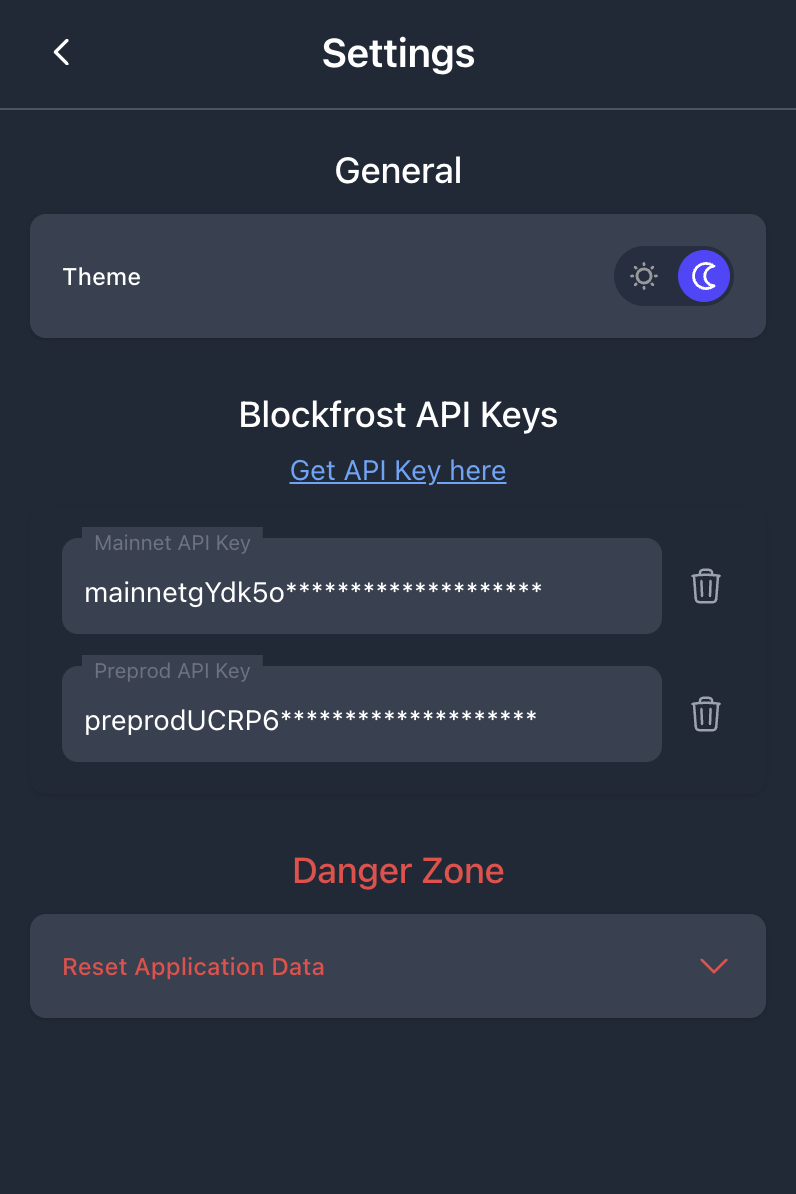 Settings
General
Theme
Blockfrost API Keys
Get API Key here
Mainnet API Key
mainnetgYdk5o********************
Preprod API Key
preprodUCRP6********************
Danger Zone
Reset Application Data